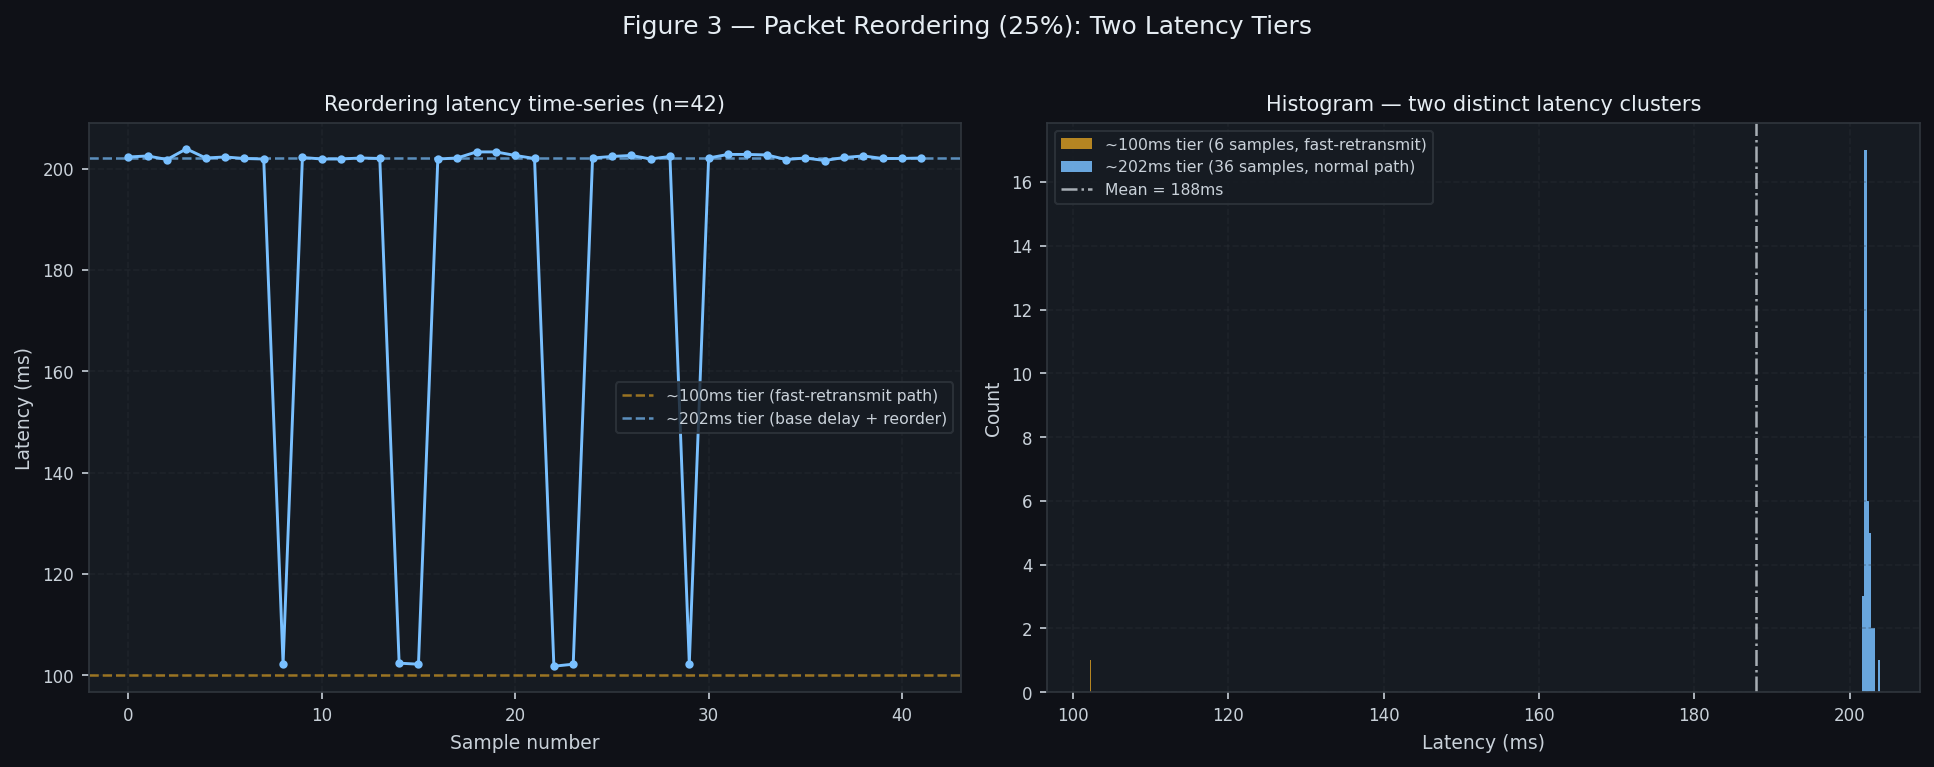 Figure 3 — Packet Reordering (25%): Two Latency Tiers
Reordering latency time-series (n=42)
Latency (ms)
200
180
160
140
120
100
~100ms tier (fast-retransmit path)
~202ms tier (base delay + reorder)
0
10
20
30
40
Sample number
Histogram — two distinct latency clusters
~100ms tier (6 samples, fast-retransmit)
~202ms tier (36 samples, normal path)
Mean = 188ms
Count
16
14
12
10
8
6
4
2
0
100
120
140
160
180
200
Latency (ms)